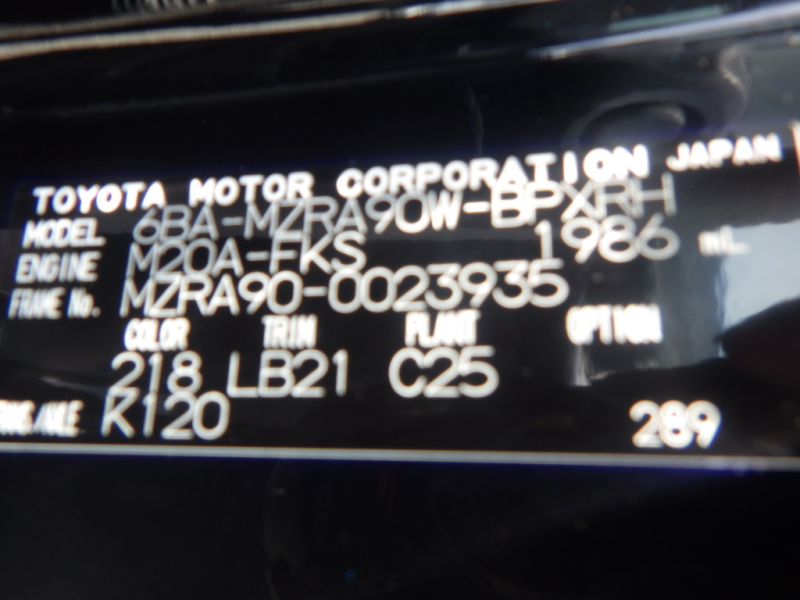 TOYOTA MOTOR CORPORATION JAPAN
MODEL 6BA-MZRA90W-BPXRH
ENGINE M20A-FKS 1986 mL
FRAME No. MZRA90-0023935
COLOR TRIM PLANT OPTION
218 LB21 C25
/AXLE K120 289